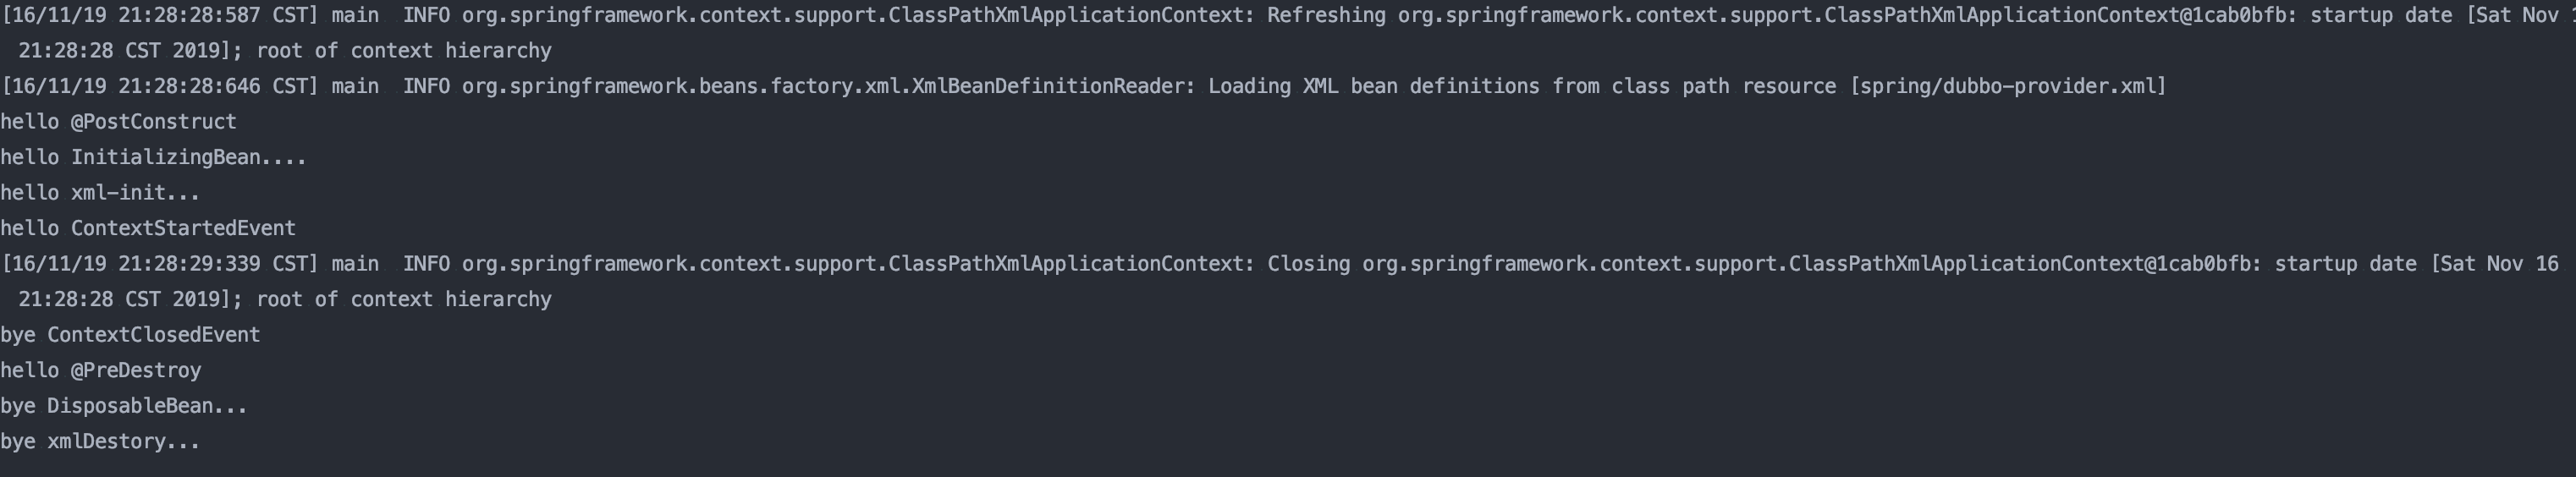 [16/11/19 21:28:28:587 CST] main  INFO org.springframework.context.support.ClassPathXmlApplicationContext: Refreshing org.springframework.context.support.ClassPathXmlApplicationContext@1cab0bfb: startup date [Sat Nov
21:28:28 CST 2019]; root of context hierarchy
[16/11/19 21:28:28:646 CST] main  INFO org.springframework.beans.factory.xml.XmlBeanDefinitionReader: Loading XML bean definitions from class path resource [spring/dubbo-provider.xml]
hello @PostConstruct
hello InitializingBean....
hello xml-init...
hello ContextStartedEvent
[16/11/19 21:28:29:339 CST] main  INFO org.springframework.context.support.ClassPathXmlApplicationContext: Closing org.springframework.context.support.ClassPathXmlApplicationContext@1cab0bfb: startup date [Sat Nov 16
21:28:28 CST 2019]; root of context hierarchy
bye ContextClosedEvent
hello @PreDestroy
bye DisposableBean...
bye xmlDestory...